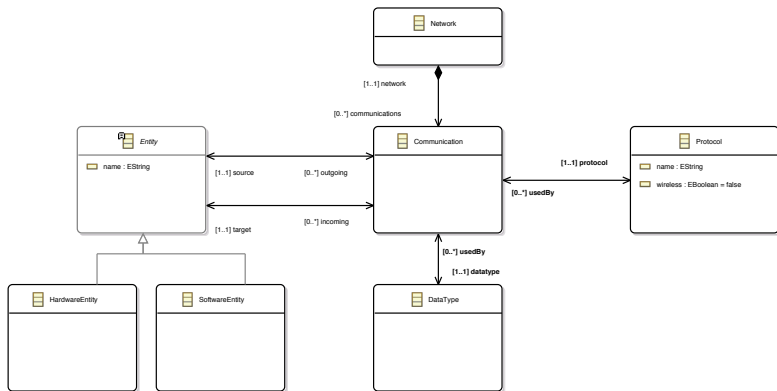 Network
[1..1] network
[0..*] communications
Entity
name : EString
Communication
Protocol
name : EString
wireless : EBoolean = false
[1..1] source
[0..*] outgoing
[1..1] protocol
[0..*] usedBy
[1..1] target
[0..*] incoming
[0..*] usedBy
[1..1] datatype
HardwareEntity
SoftwareEntity
DataType